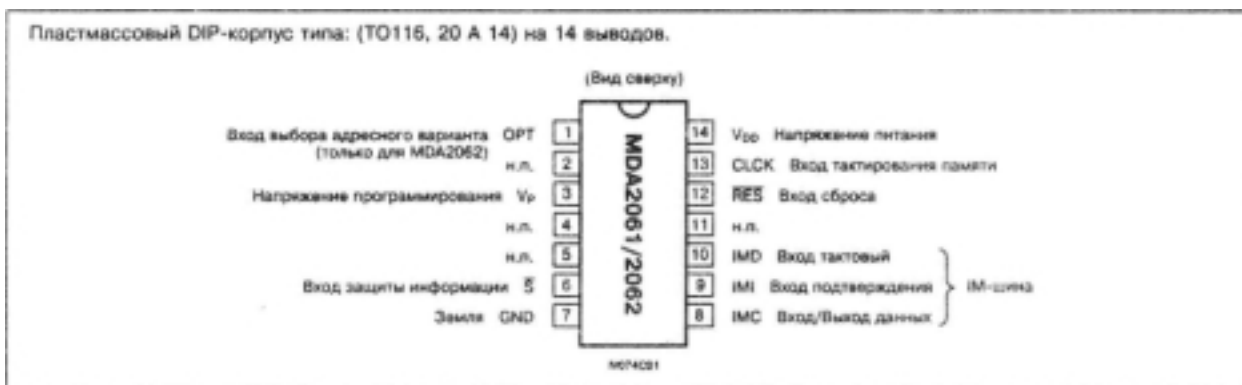 Пластмассовый DIP-корпус типа: (TO116, 20 A 14) на 14 выводов.
(Вид сверху)
Вход выбора адресного варианта OPT 1
(только для MDA2062)
н.п. 2
Напряжение программирования VP 3
н.п. 4
н.п. 5
Вход защиты информации S̅ 6
Земля GND 7
MDA2061/2062
14 VDD Напряжение питания
13 CLCK Вход тактирования памяти
12 R̅E̅S̅ Вход сброса
11 н.п.
10 IMD Вход тактовый
9 IMI Вход подтверждения
8 IMC Вход/Выход данных
IM-шина